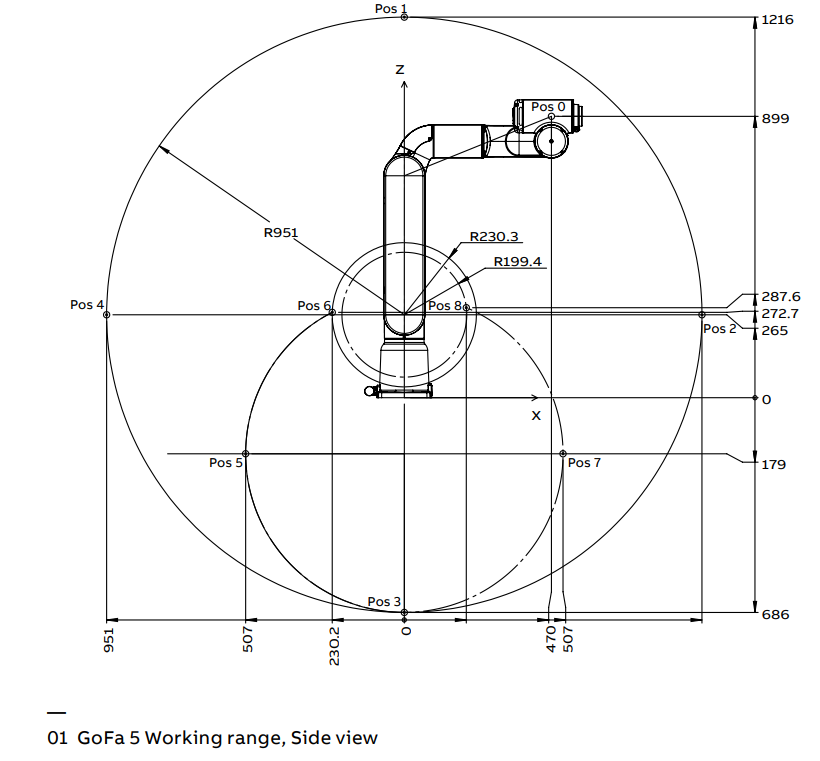 Pos 1
1216
Z
Pos 0
899
R951
R230.3
R199.4
Pos 4
Pos 6
Pos 8
287.6
272.7
Pos 2
265
0
X
Pos 5
Pos 7
179
Pos 3
686
951
507
230.2
0
470
507
01 GoFa 5 Working range, Side view